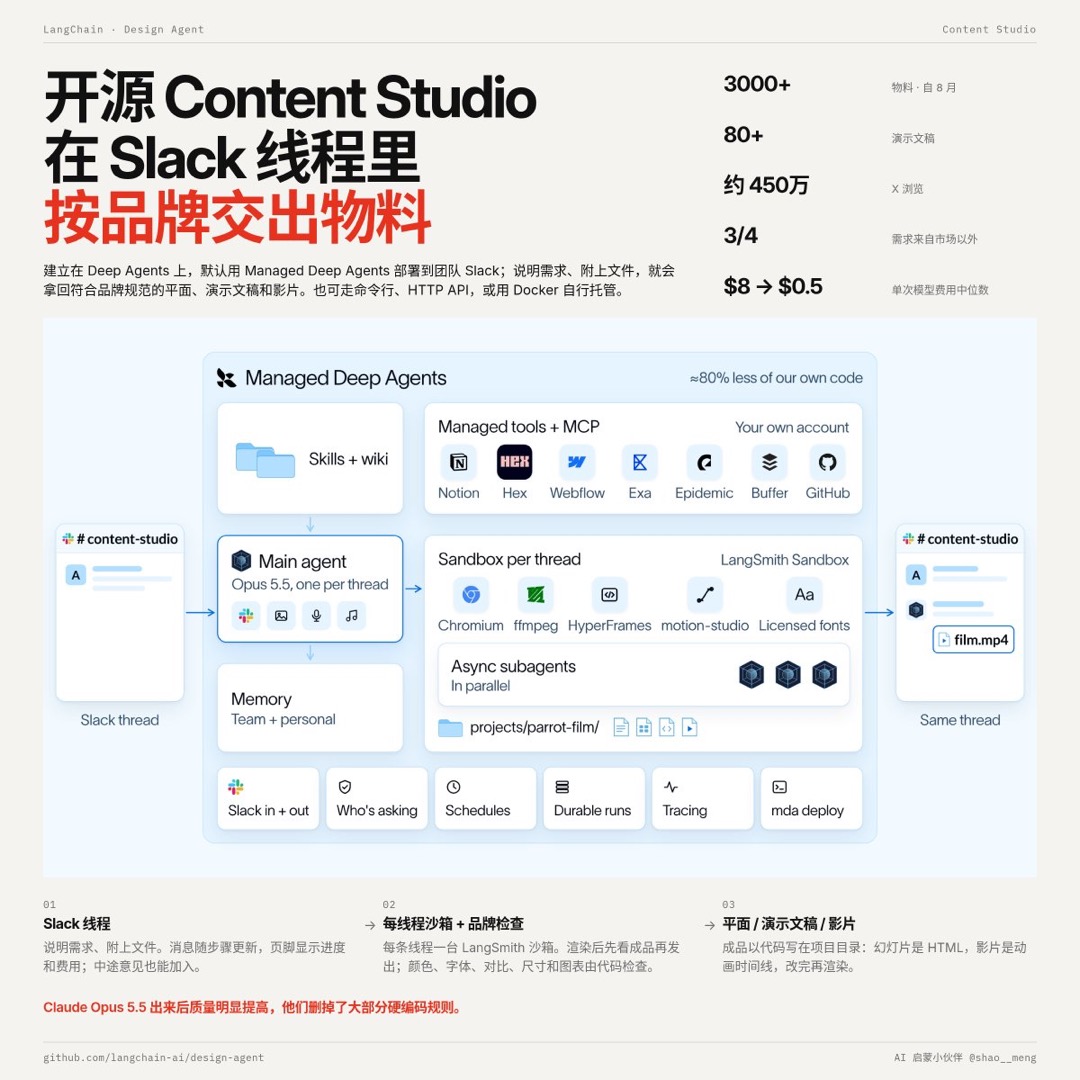 LangChain · Design Agent
Content Studio
开源 Content Studio
在 Slack 线程里
按品牌交出物料
建立在 Deep Agents 上，默认用 Managed Deep Agents 部署到团队 Slack；说明需求、附上文件，就会
拿回符合品牌规范的平面、演示文稿和影片。也可走命令行、HTTP API，或用 Docker 自行托管。
3000+ 物料 · 自 8 月
80+ 演示文稿
约 450万 X 浏览
3/4 需求来自市场以外
$8 → $0.5 单次模型费用中位数
Managed Deep Agents
≈80% less of our own code
Skills + wiki
Managed tools + MCP
Your own account
Notion
HEX
Hex
Webflow
Exa
Epidemic
Buffer
GitHub
# content-studio
A
Slack thread
Main agent
Opus 5.5, one per thread
Memory
Team + personal
Sandbox per thread
LangSmith Sandbox
Chromium
ffmpeg
HyperFrames
motion-studio
Aa
Licensed fonts
Async subagents
In parallel
projects/parrot-film/
# content-studio
A
film.mp4
Same thread
Slack in + out
Who's asking
Schedules
Durable runs
Tracing
mda deploy
01
Slack 线程
说明需求、附上文件。消息随步骤更新，页脚显示进度
和费用；中途意见也能加入。
→
02
每线程沙箱 + 品牌检查
每条线程一台 LangSmith 沙箱。渲染后先看成品再发
出；颜色、字体、对比、尺寸和图表由代码检查。
→
03
平面 / 演示文稿 / 影片
成品以代码写在项目目录：幻灯片是 HTML，影片是动
画时间线，改完再渲染。
Claude Opus 5.5 出来后质量明显提高，他们删掉了大部分硬编码规则。
github.com/langchain-ai/design-agent
AI 启蒙小伙伴 @shao__meng